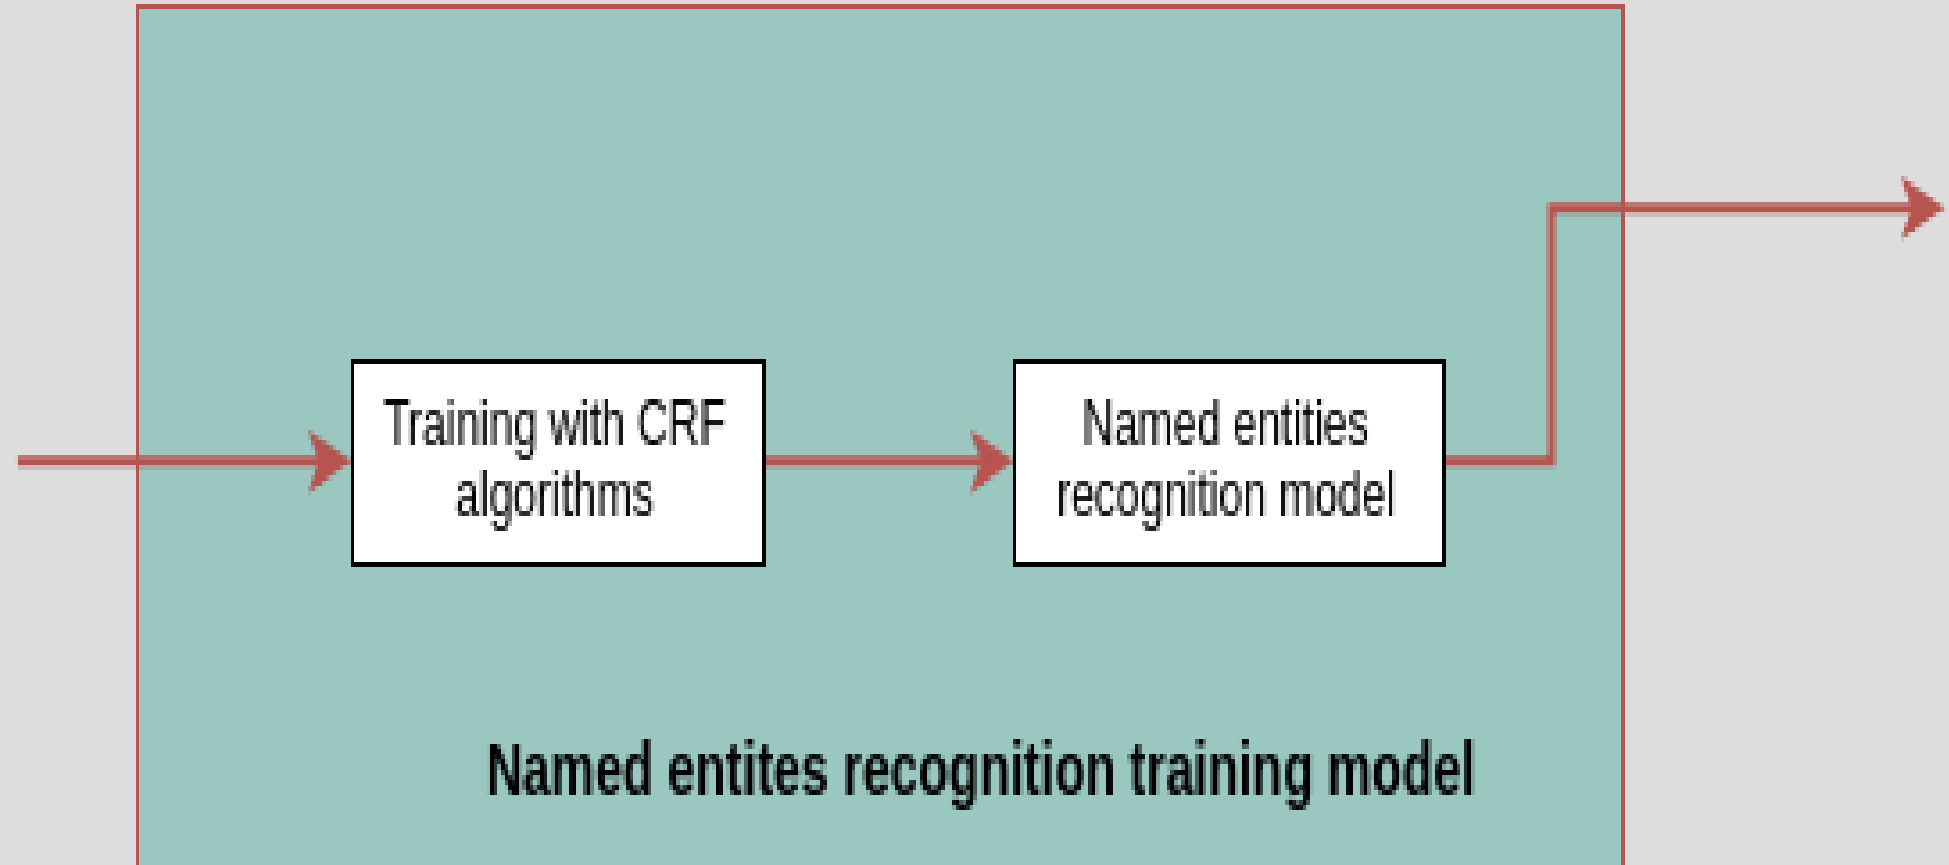 Training with CRF
algorithms
Named entities
recognition model
Named entites recognition training model